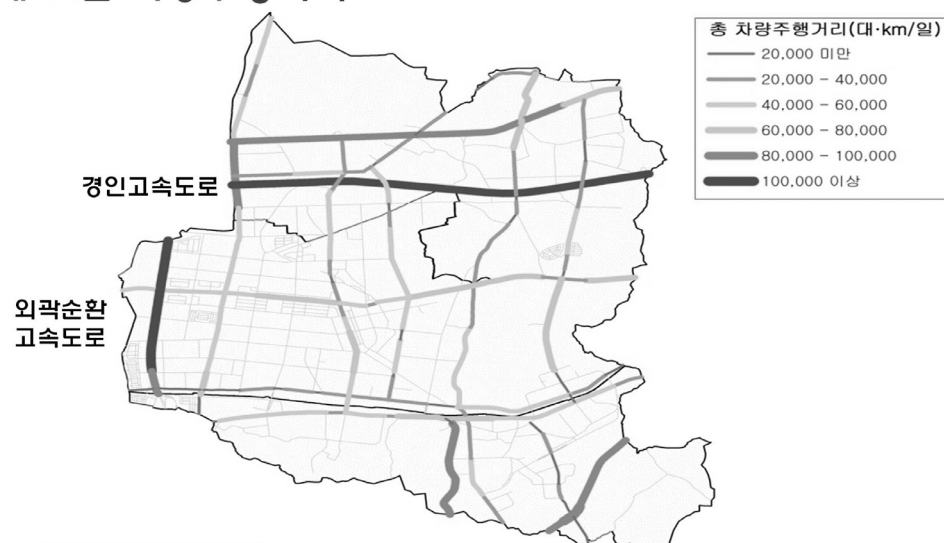 총 차량주행거리(대·km/일)
20,000 미만
20,000 - 40,000
40,000 - 60,000
60,000 - 80,000
80,000 - 100,000
100,000 이상
경인고속도로
외곽순환
고속도로